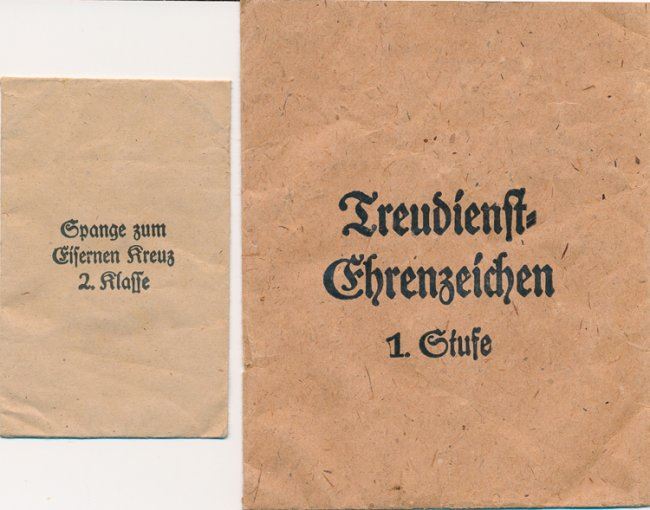 Spange zum
Eisernen Kreuz
2. Klasse
Treudienst-
Ehrenzeichen
1. Stufe